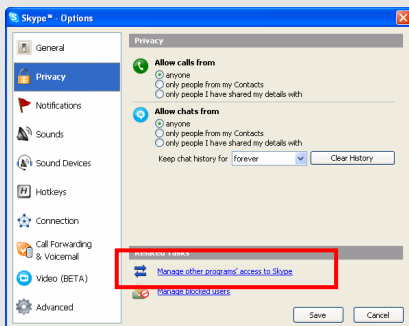 Skype™ - Options
General
Privacy
Notifications
Sounds
Sound Devices
Hotkeys
Connection
Call Forwarding
& Voicemail
Video (BETA)
Advanced
Privacy
Allow calls from
anyone
only people from my Contacts
only people I have shared my details with
Allow chats from
anyone
only people from my Contacts
only people I have shared my details with
Keep chat history for forever Clear History
Related Tasks
Manage other programs' access to Skype
Manage blocked users
Save Cancel